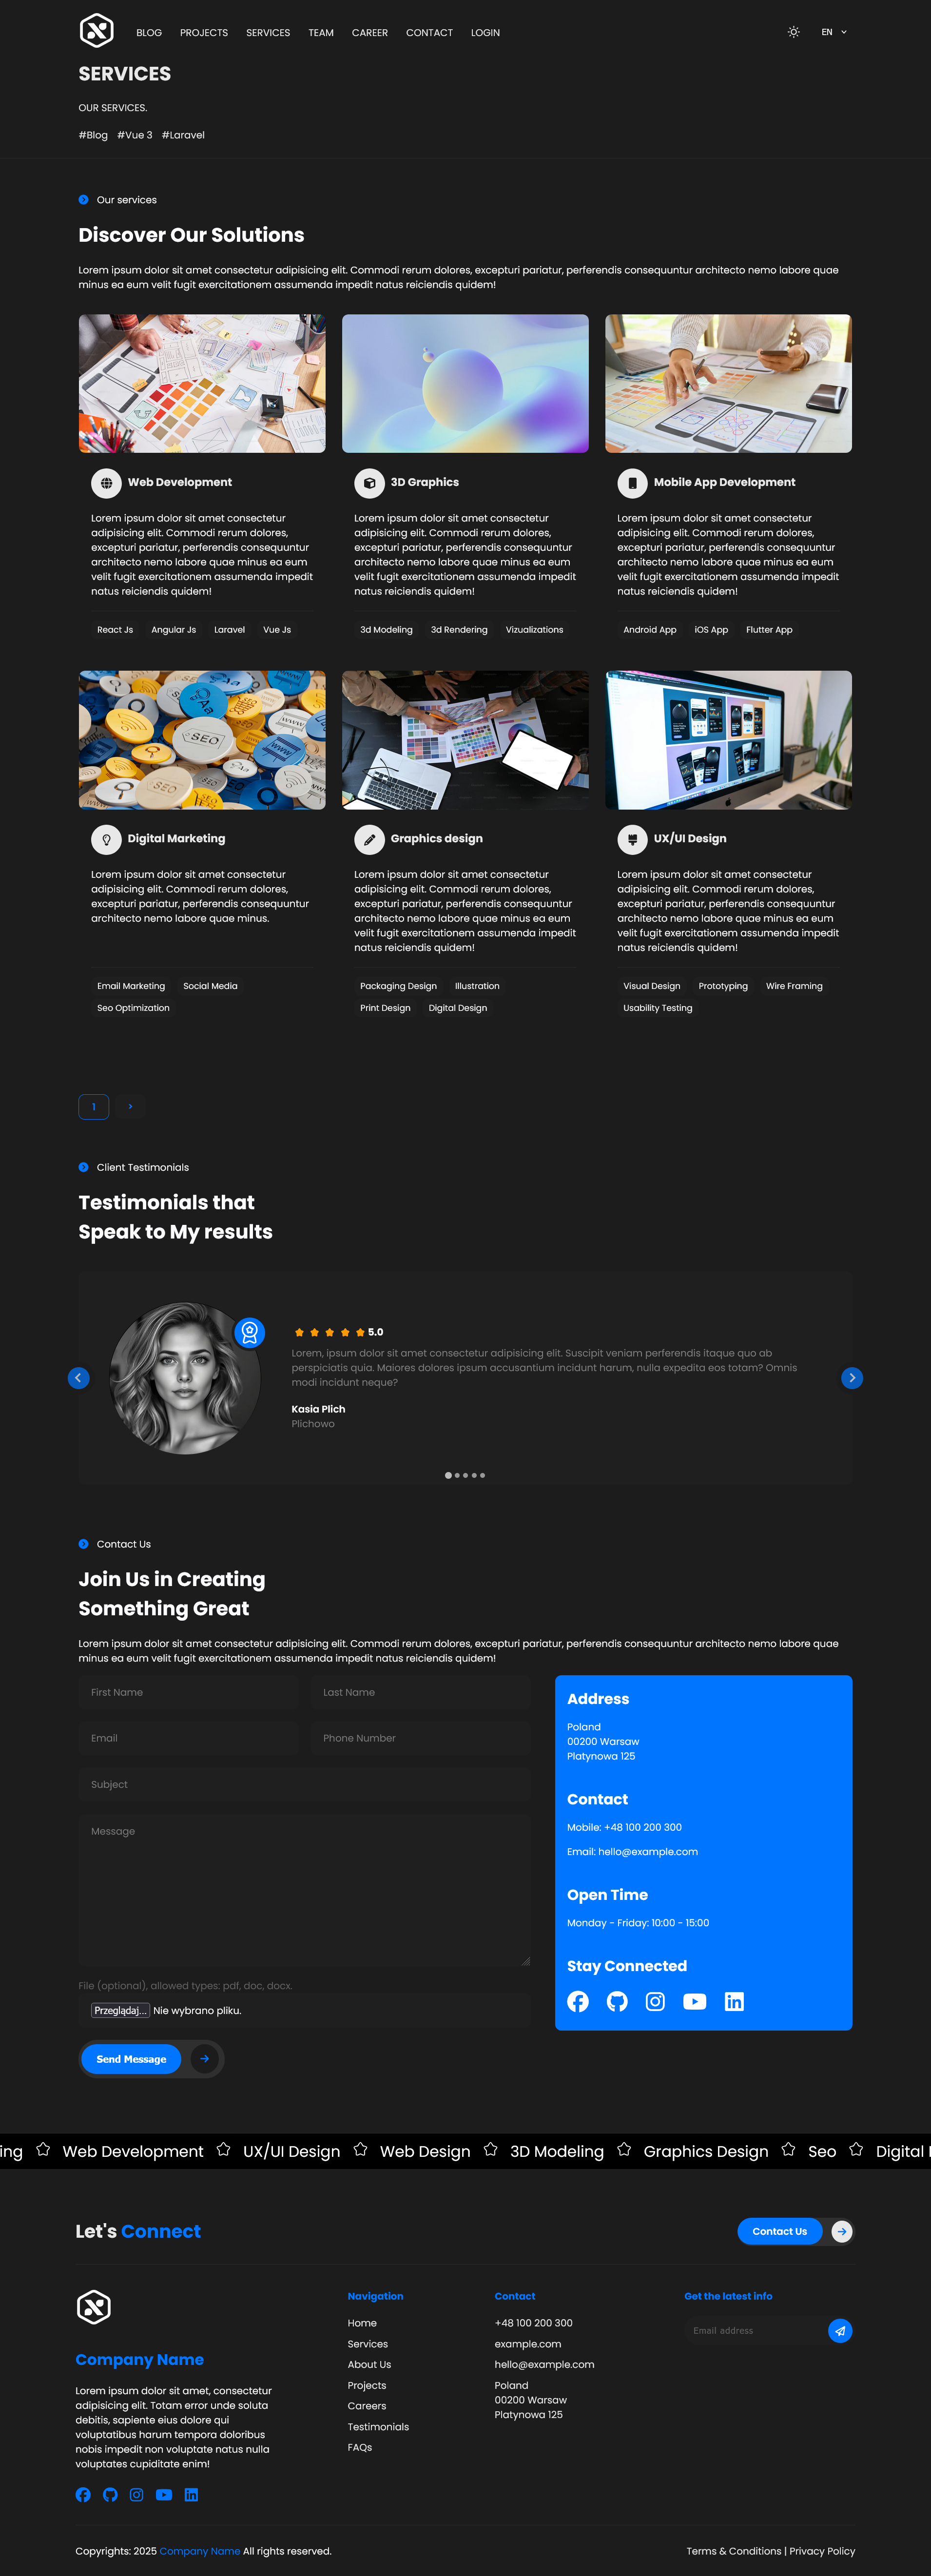 BLOG PROJECTS SERVICES TEAM CAREER CONTACT LOGIN EN
SERVICES
OUR SERVICES.
#Blog #Vue 3 #Laravel
Our services
Discover Our Solutions
Lorem ipsum dolor sit amet consectetur adipisicing elit. Commodi rerum dolores, excepturi pariatur, perferendis consequuntur architecto nemo labore quae
minus ea eum velit fugit exercitationem assumenda impedit natus reiciendis quidem!
Web Development
Lorem ipsum dolor sit amet consectetur
adipisicing elit. Commodi rerum dolores,
excepturi pariatur, perferendis consequuntur
architecto nemo labore quae minus ea eum
velit fugit exercitationem assumenda impedit
natus reiciendis quidem!
React Js Angular Js Laravel Vue Js
3D Graphics
Lorem ipsum dolor sit amet consectetur
adipisicing elit. Commodi rerum dolores,
excepturi pariatur, perferendis consequuntur
architecto nemo labore quae minus ea eum
velit fugit exercitationem assumenda impedit
natus reiciendis quidem!
3d Modeling 3d Rendering Vizualizations
Mobile App Development
Lorem ipsum dolor sit amet consectetur
adipisicing elit. Commodi rerum dolores,
excepturi pariatur, perferendis consequuntur
architecto nemo labore quae minus ea eum
velit fugit exercitationem assumenda impedit
natus reiciendis quidem!
Android App iOS App Flutter App
SEO
Digital Marketing
Lorem ipsum dolor sit amet consectetur
adipisicing elit. Commodi rerum dolores,
excepturi pariatur, perferendis consequuntur
architecto nemo labore quae minus.
Email Marketing Social Media
Seo Optimization
Graphics design
Lorem ipsum dolor sit amet consectetur
adipisicing elit. Commodi rerum dolores,
excepturi pariatur, perferendis consequuntur
architecto nemo labore quae minus ea eum
velit fugit exercitationem assumenda impedit
natus reiciendis quidem!
Packaging Design Illustration
Print Design Digital Design
UX/UI Design
Lorem ipsum dolor sit amet consectetur
adipisicing elit. Commodi rerum dolores,
excepturi pariatur, perferendis consequuntur
architecto nemo labore quae minus ea eum
velit fugit exercitationem assumenda impedit
natus reiciendis quidem!
Visual Design Prototyping Wire Framing
Usability Testing
1 >
Client Testimonials
Testimonials that
Speak to My results
5.0
Lorem, ipsum dolor sit amet consectetur adipisicing elit. Suscipit veniam perferendis itaque quo ab
perspiciatis quia. Maiores dolores ipsum accusantium incidunt harum, nulla expedita eos totam? Omnis
modi incidunt neque?
Kasia Plich
Plichowo
Contact Us
Join Us in Creating
Something Great
Lorem ipsum dolor sit amet consectetur adipisicing elit. Commodi rerum dolores, excepturi pariatur, perferendis consequuntur architecto nemo labore quae
minus ea eum velit fugit exercitationem assumenda impedit natus reiciendis quidem!
First Name Last Name
Email Phone Number
Subject
Message
File (optional), allowed types: pdf, doc, docx.
Przeglądaj... Nie wybrano pliku.
Send Message
Address
Poland
00200 Warsaw
Platynowa 125
Contact
Mobile: +48 100 200 300
Email: hello@example.com
Open Time
Monday - Friday: 10:00 - 15:00
Stay Connected
ing Web Development UX/UI Design Web Design 3D Modeling Graphics Design Seo Digital
Let's Connect
Contact Us
Company Name
Lorem ipsum dolor sit amet, consectetur
adipisicing elit. Totam error unde soluta
debitis, sapiente eius dolore qui
voluptatibus harum tempora doloribus
nobis impedit non voluptate natus nulla
voluptates cupiditate enim!
Navigation
Home
Services
About Us
Projects
Careers
Testimonials
FAQs
Contact
+48 100 200 300
example.com
hello@example.com
Poland
00200 Warsaw
Platynowa 125
Get the latest info
Email address
Copyrights: 2025 Company Name All rights reserved.
Terms & Conditions | Privacy Policy